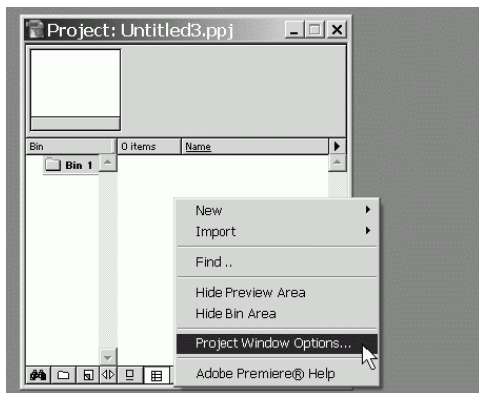 Project: Untitled3.ppj
Bin 0 items Name
Bin 1
New
Import
Find ..
Hide Preview Area
Hide Bin Area
Project Window Options...
Adobe Premiere® Help